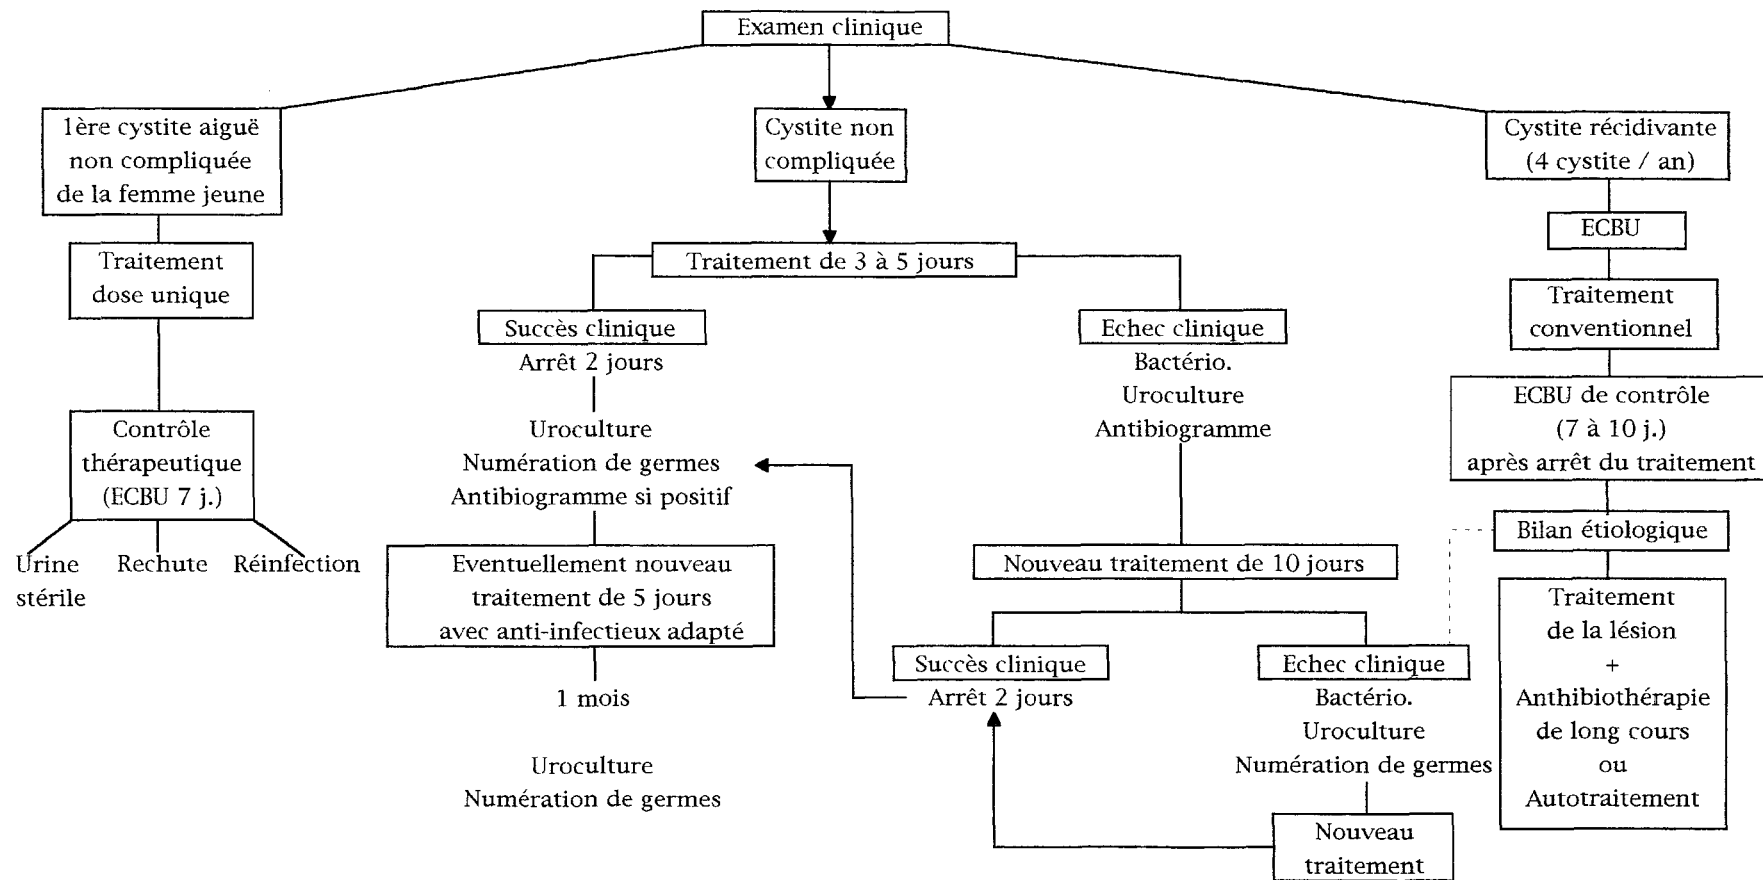 Examen clinique
1ère cystite aiguë
non compliquée
de la femme jeune
Traitement
dose unique
Contrôle
thérapeutique
(ECBU 7 j.)
Urine
stérile
Rechute
Réinfection
Cystite non
compliquée
Traitement de 3 à 5 jours
Succès clinique
Arrêt 2 jours
Uroculture
Numération de germes
Antibiogramme si positif
Eventuellement nouveau
traitement de 5 jours
avec anti-infectieux adapté
1 mois
Uroculture
Numération de germes
Echec clinique
Bactério.
Uroculture
Antibiogramme
Nouveau traitement de 10 jours
Succès clinique
Arrêt 2 jours
Echec clinique
Bactério.
Uroculture
Numération de germes
Nouveau
traitement
Cystite récidivante
(4 cystite / an)
ECBU
Traitement
conventionnel
ECBU de contrôle
(7 à 10 j.)
après arrêt du traitement
Bilan étiologique
Traitement
de la lésion
+
Anthibiothérapie
de long cours
ou
Autotraitement